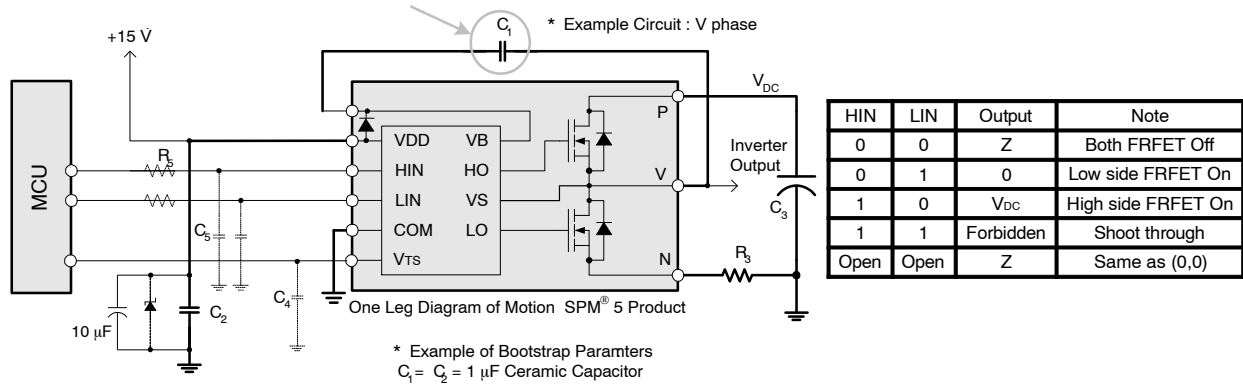 C1
* Example Circuit : V phase
+15 V
VDC
P
MCU
R5
VDD VB
HIN HO
LIN VS
COM LO
VTS
V
N
Inverter
Output
C5
C4
C3
R3
10 μF
C2
One Leg Diagram of Motion SPM® 5 Product
* Example of Bootstrap Paramters
C1= C2 = 1 μF Ceramic Capacitor
HIN LIN Output Note
0 0 Z Both FRFET Off
0 1 0 Low side FRFET On
1 0 VDC High side FRFET On
1 1 Forbidden Shoot through
Open Open Z Same as (0,0)